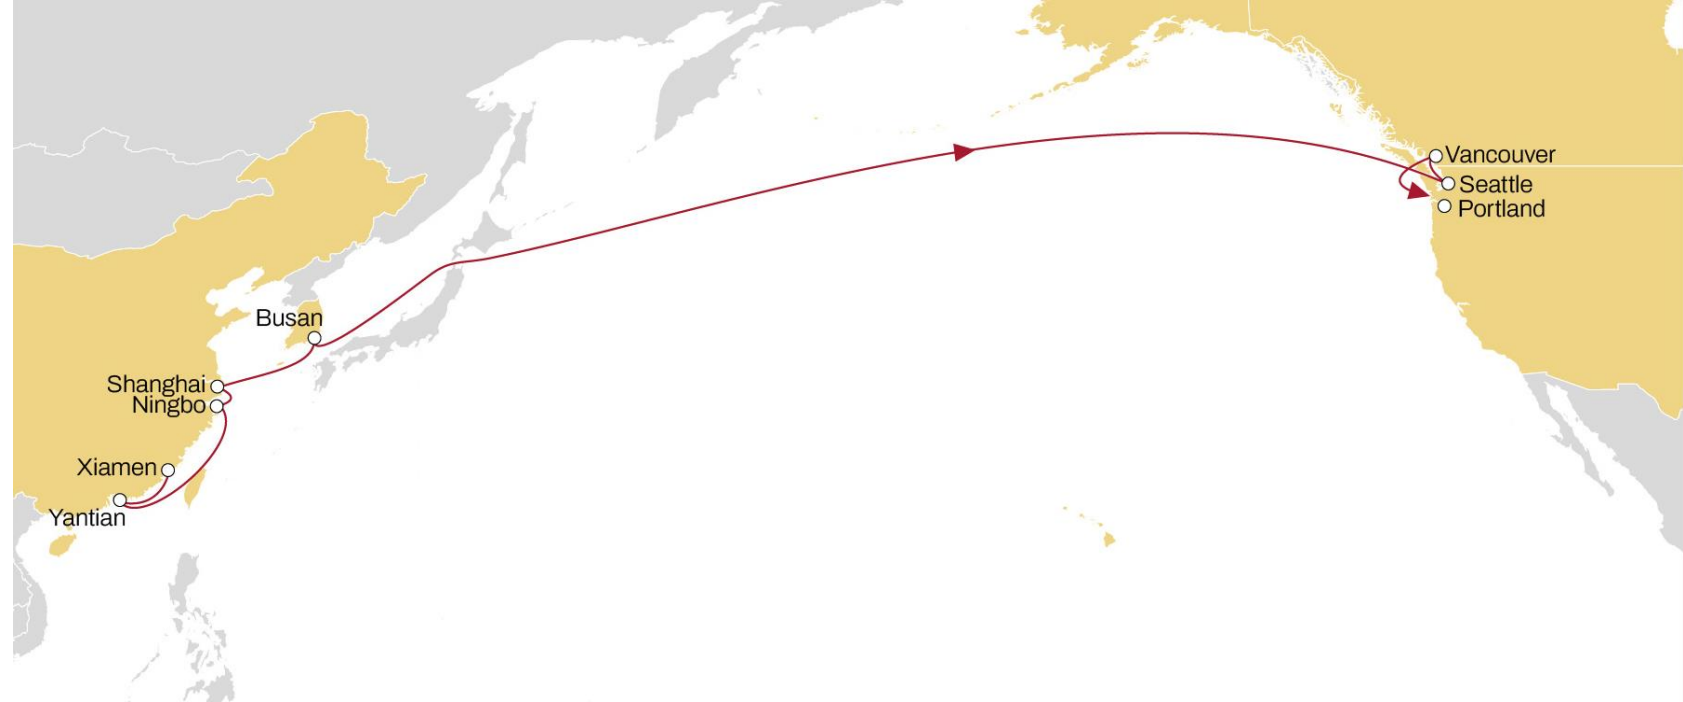 Vancouver
Seattle
Portland
Busan
Shanghai
Ningbo
Xiamen
Yantian